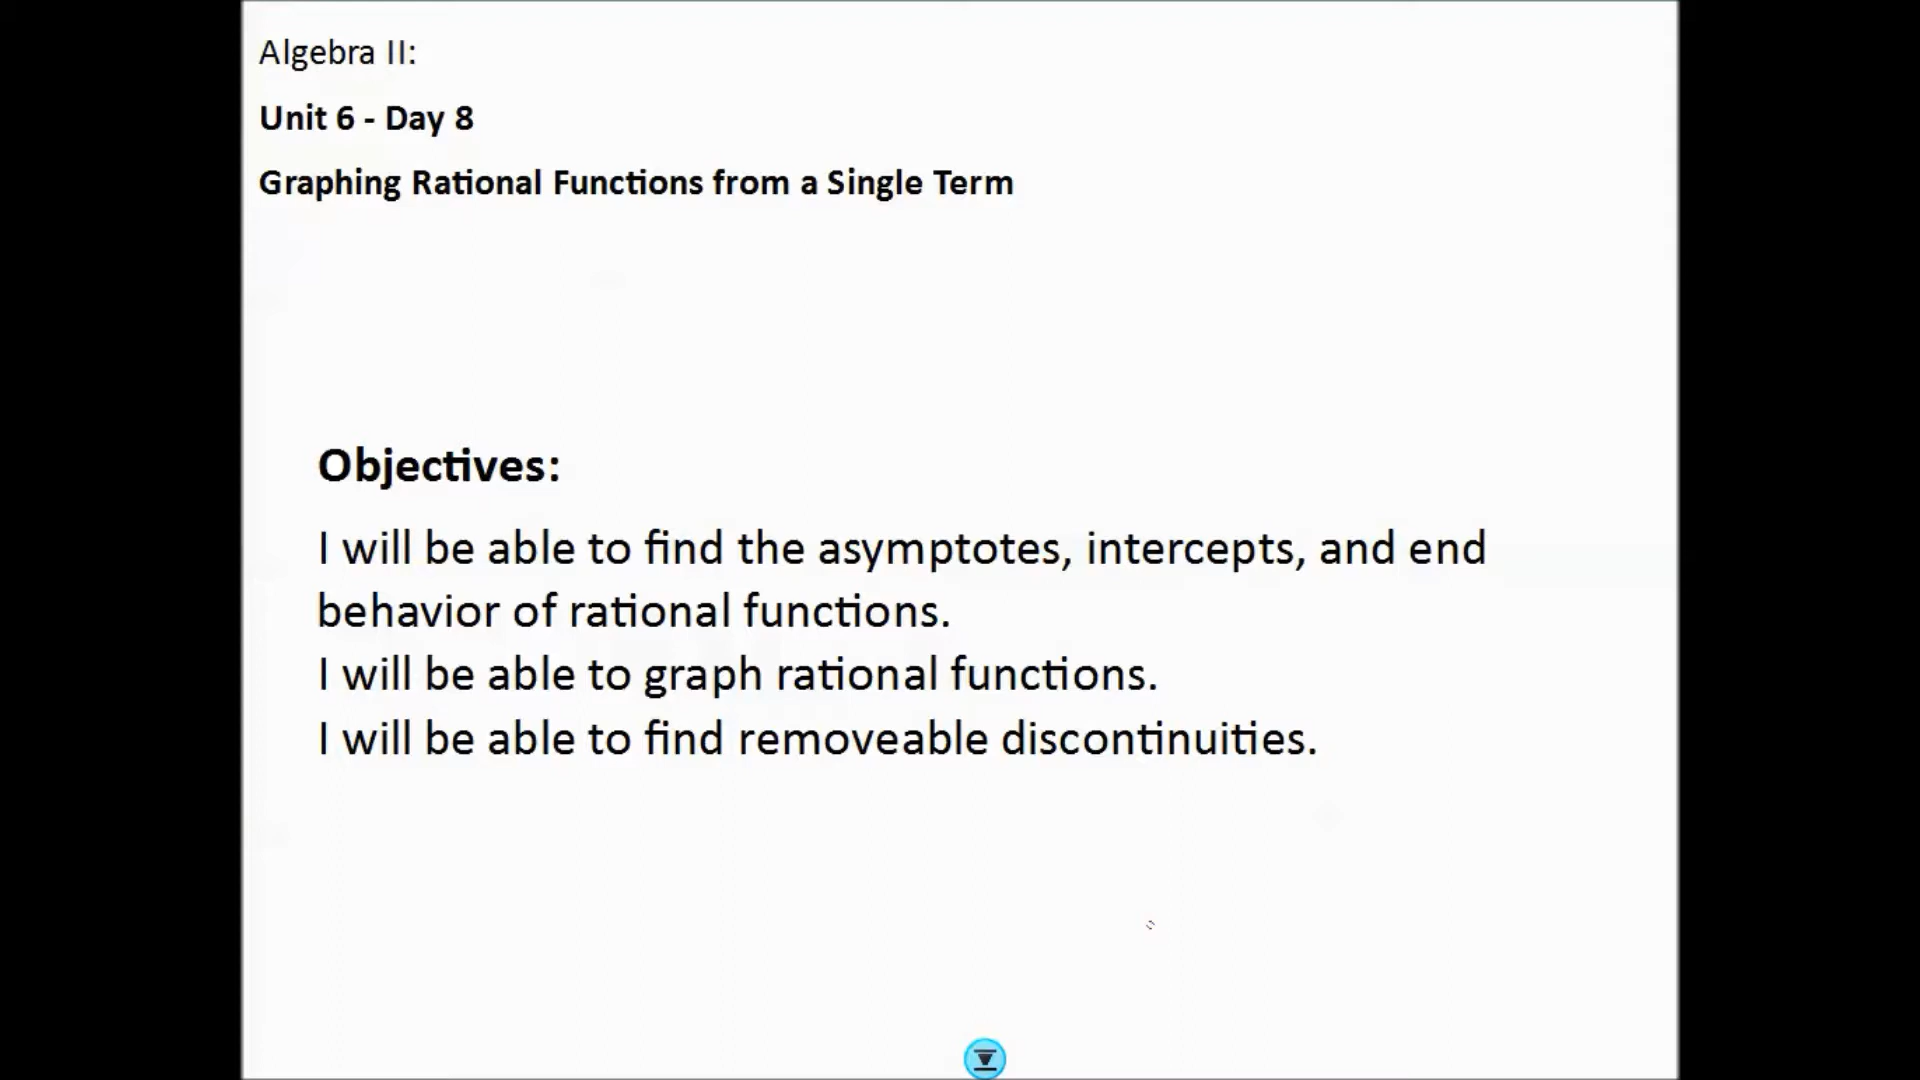 Algebra II:
Unit 6 - Day 8
Graphing Rational Functions from a Single Term
Objectives:
I will be able to find the asymptotes, intercepts, and end
behavior of rational functions.
I will be able to graph rational functions.
I will be able to find removeable discontinuities.